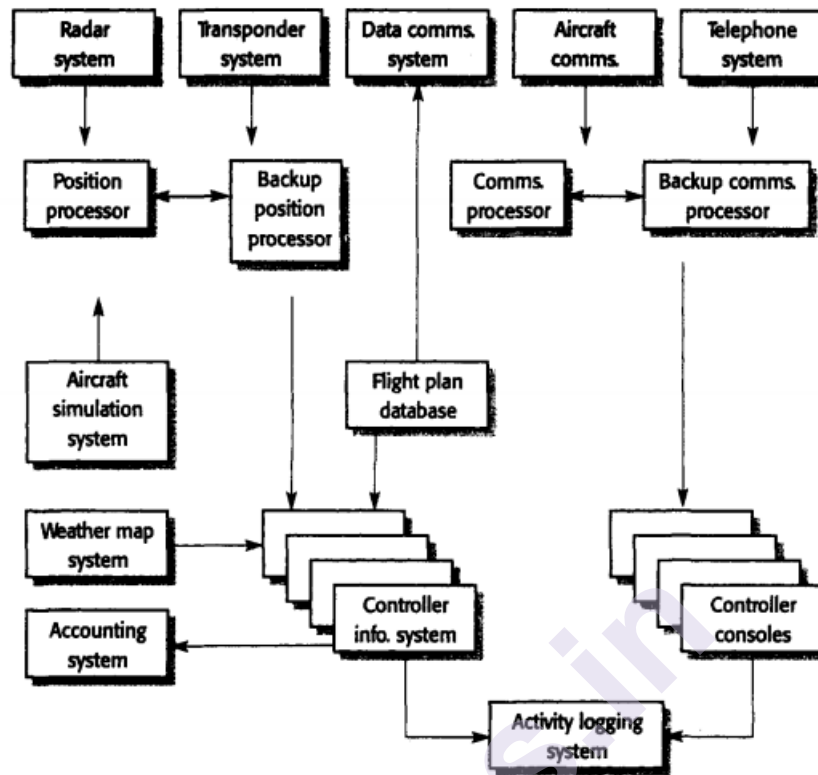 Radar
system
Transponder
system
Data comms.
system
Aircraft
comms.
Telephone
system
Position
processor
Backup
position
processor
Comms.
processor
Backup comms.
processor
Aircraft
simulation
system
Flight plan
database
Weather map
system
Controller
info. system
Controller
consoles
Accounting
system
Activity logging
system
s.in